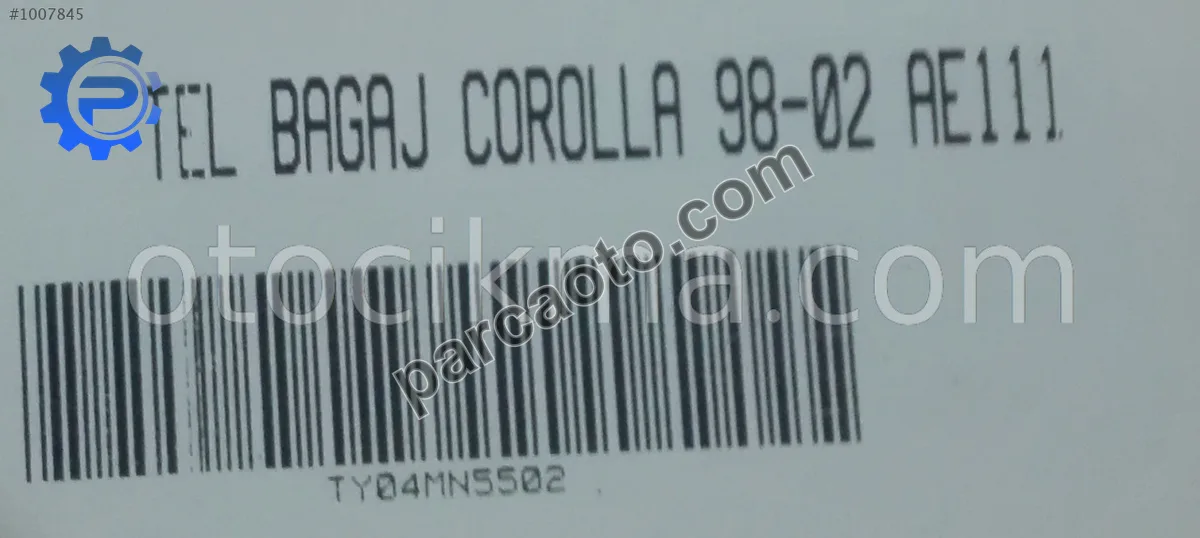 #1007845
TEL BAGAJ COROLLA 98-02 AE111
otocikma.com
parcaoto.com
TY04MN5502